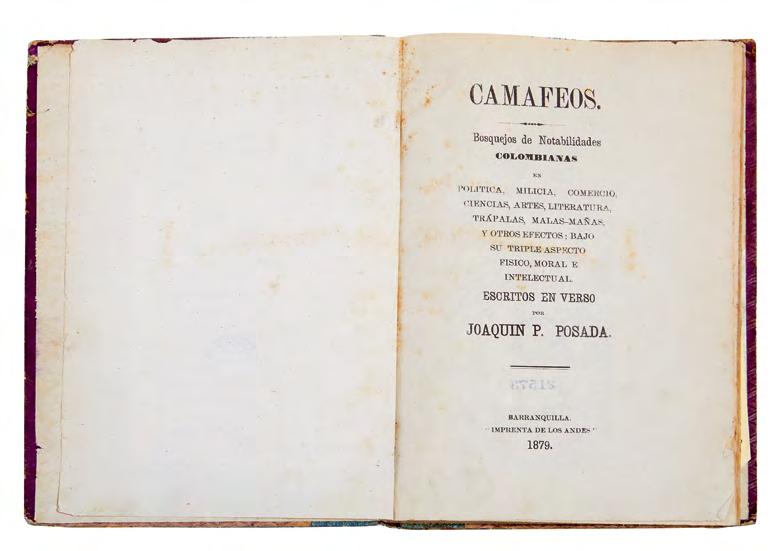 CAMAFEOS.
Bosquejos de Notabilidades
COLOMBIANAS
EN
POLITICA, MILICIA, COMERCIO,
CIENCIAS, ARTES, LITERATURA,
TRÁPALAS, MALAS-MAÑAS,
Y OTROS EFECTOS; BAJO
SU TRIPLE ASPECTO
FISICO, MORAL E
INTELECTUAL.
ESCRITOS EN VERSO
POR
JOAQUIN P. POSADA.
BARRANQUILLA.
"IMPRENTA DE LOS ANDES"
1879.